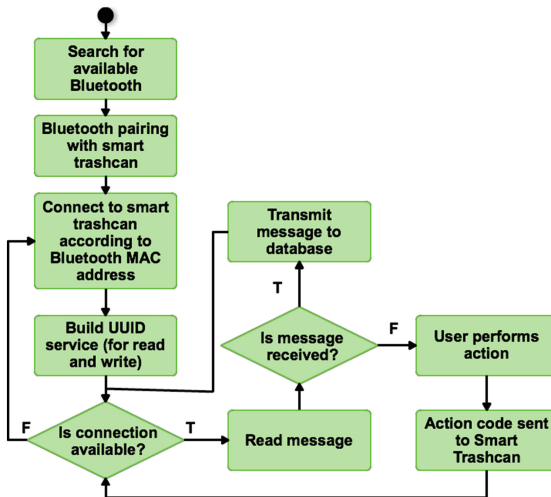 Search for
available
Bluetooth
Bluetooth pairing
with smart
trashcan
Connect to smart
trashcan
according to
Bluetooth MAC
address
Transmit
message to
database
T
Build UUID
service (for read
and write)
Is message
received?
F
User performs
action
F
Is connection
available?
T
Read message
Action code sent
to Smart
Trashcan